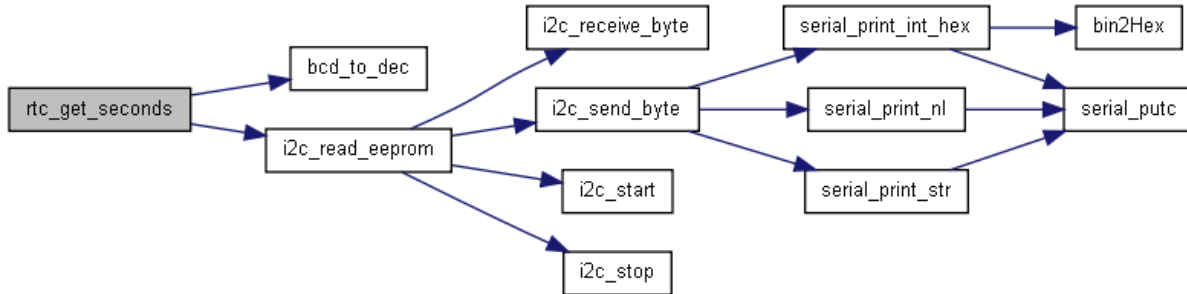 rtc_get_seconds
bcd_to_dec
i2c_read_eeprom
i2c_receive_byte
i2c_send_byte
i2c_start
i2c_stop
serial_print_int_hex
serial_print_nl
serial_print_str
bin2Hex
serial_putc